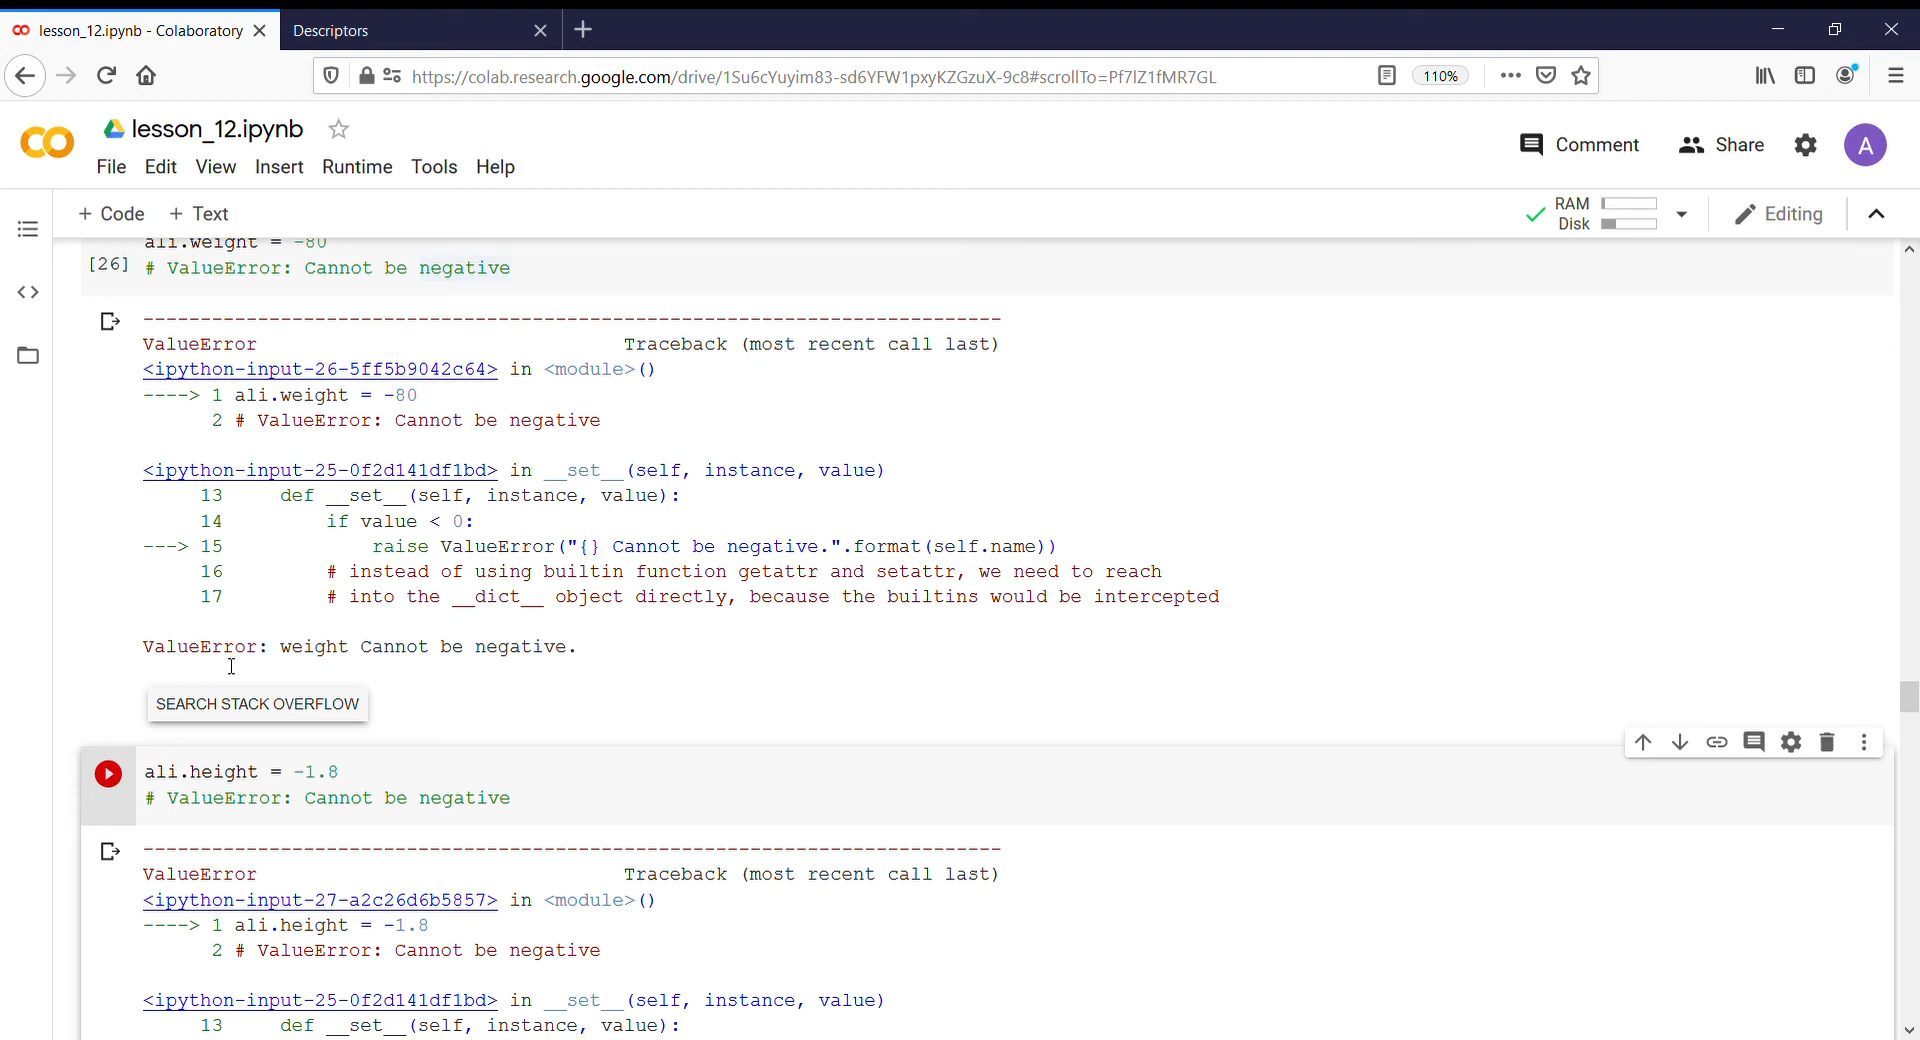 lesson_12.ipynb - Colaboratory
Descriptors
https://colab.research.google.com/drive/1Su6cYuyim83-sd6YFW1pxyKZGzuX-9c8#scrollTo=Pf7lZ1fMR7GL
110%
lesson_12.ipynb
Comment
Share
A
File Edit View Insert Runtime Tools Help
+ Code + Text
RAM
Disk
Editing
ali.weight = -80
[26] # ValueError: Cannot be negative
---------------------------------------------------------------------------
ValueError                                Traceback (most recent call last)
<ipython-input-26-5ff5b9042c64> in <module>()
----> 1 ali.weight = -80
      2 # ValueError: Cannot be negative
<ipython-input-25-0f2d141df1bd> in __set__(self, instance, value)
     13     def __set__(self, instance, value):
     14         if value < 0:
---> 15             raise ValueError("{} Cannot be negative.".format(self.name))
     16         # instead of using builtin function getattr and setattr, we need to reach
     17         # into the __dict__ object directly, because the builtins would be intercepted
ValueError: weight Cannot be negative.
SEARCH STACK OVERFLOW
ali.height = -1.8
# ValueError: Cannot be negative
---------------------------------------------------------------------------
ValueError                                Traceback (most recent call last)
<ipython-input-27-a2c26d6b5857> in <module>()
----> 1 ali.height = -1.8
      2 # ValueError: Cannot be negative
<ipython-input-25-0f2d141df1bd> in __set__(self, instance, value)
     13     def __set__(self, instance, value):